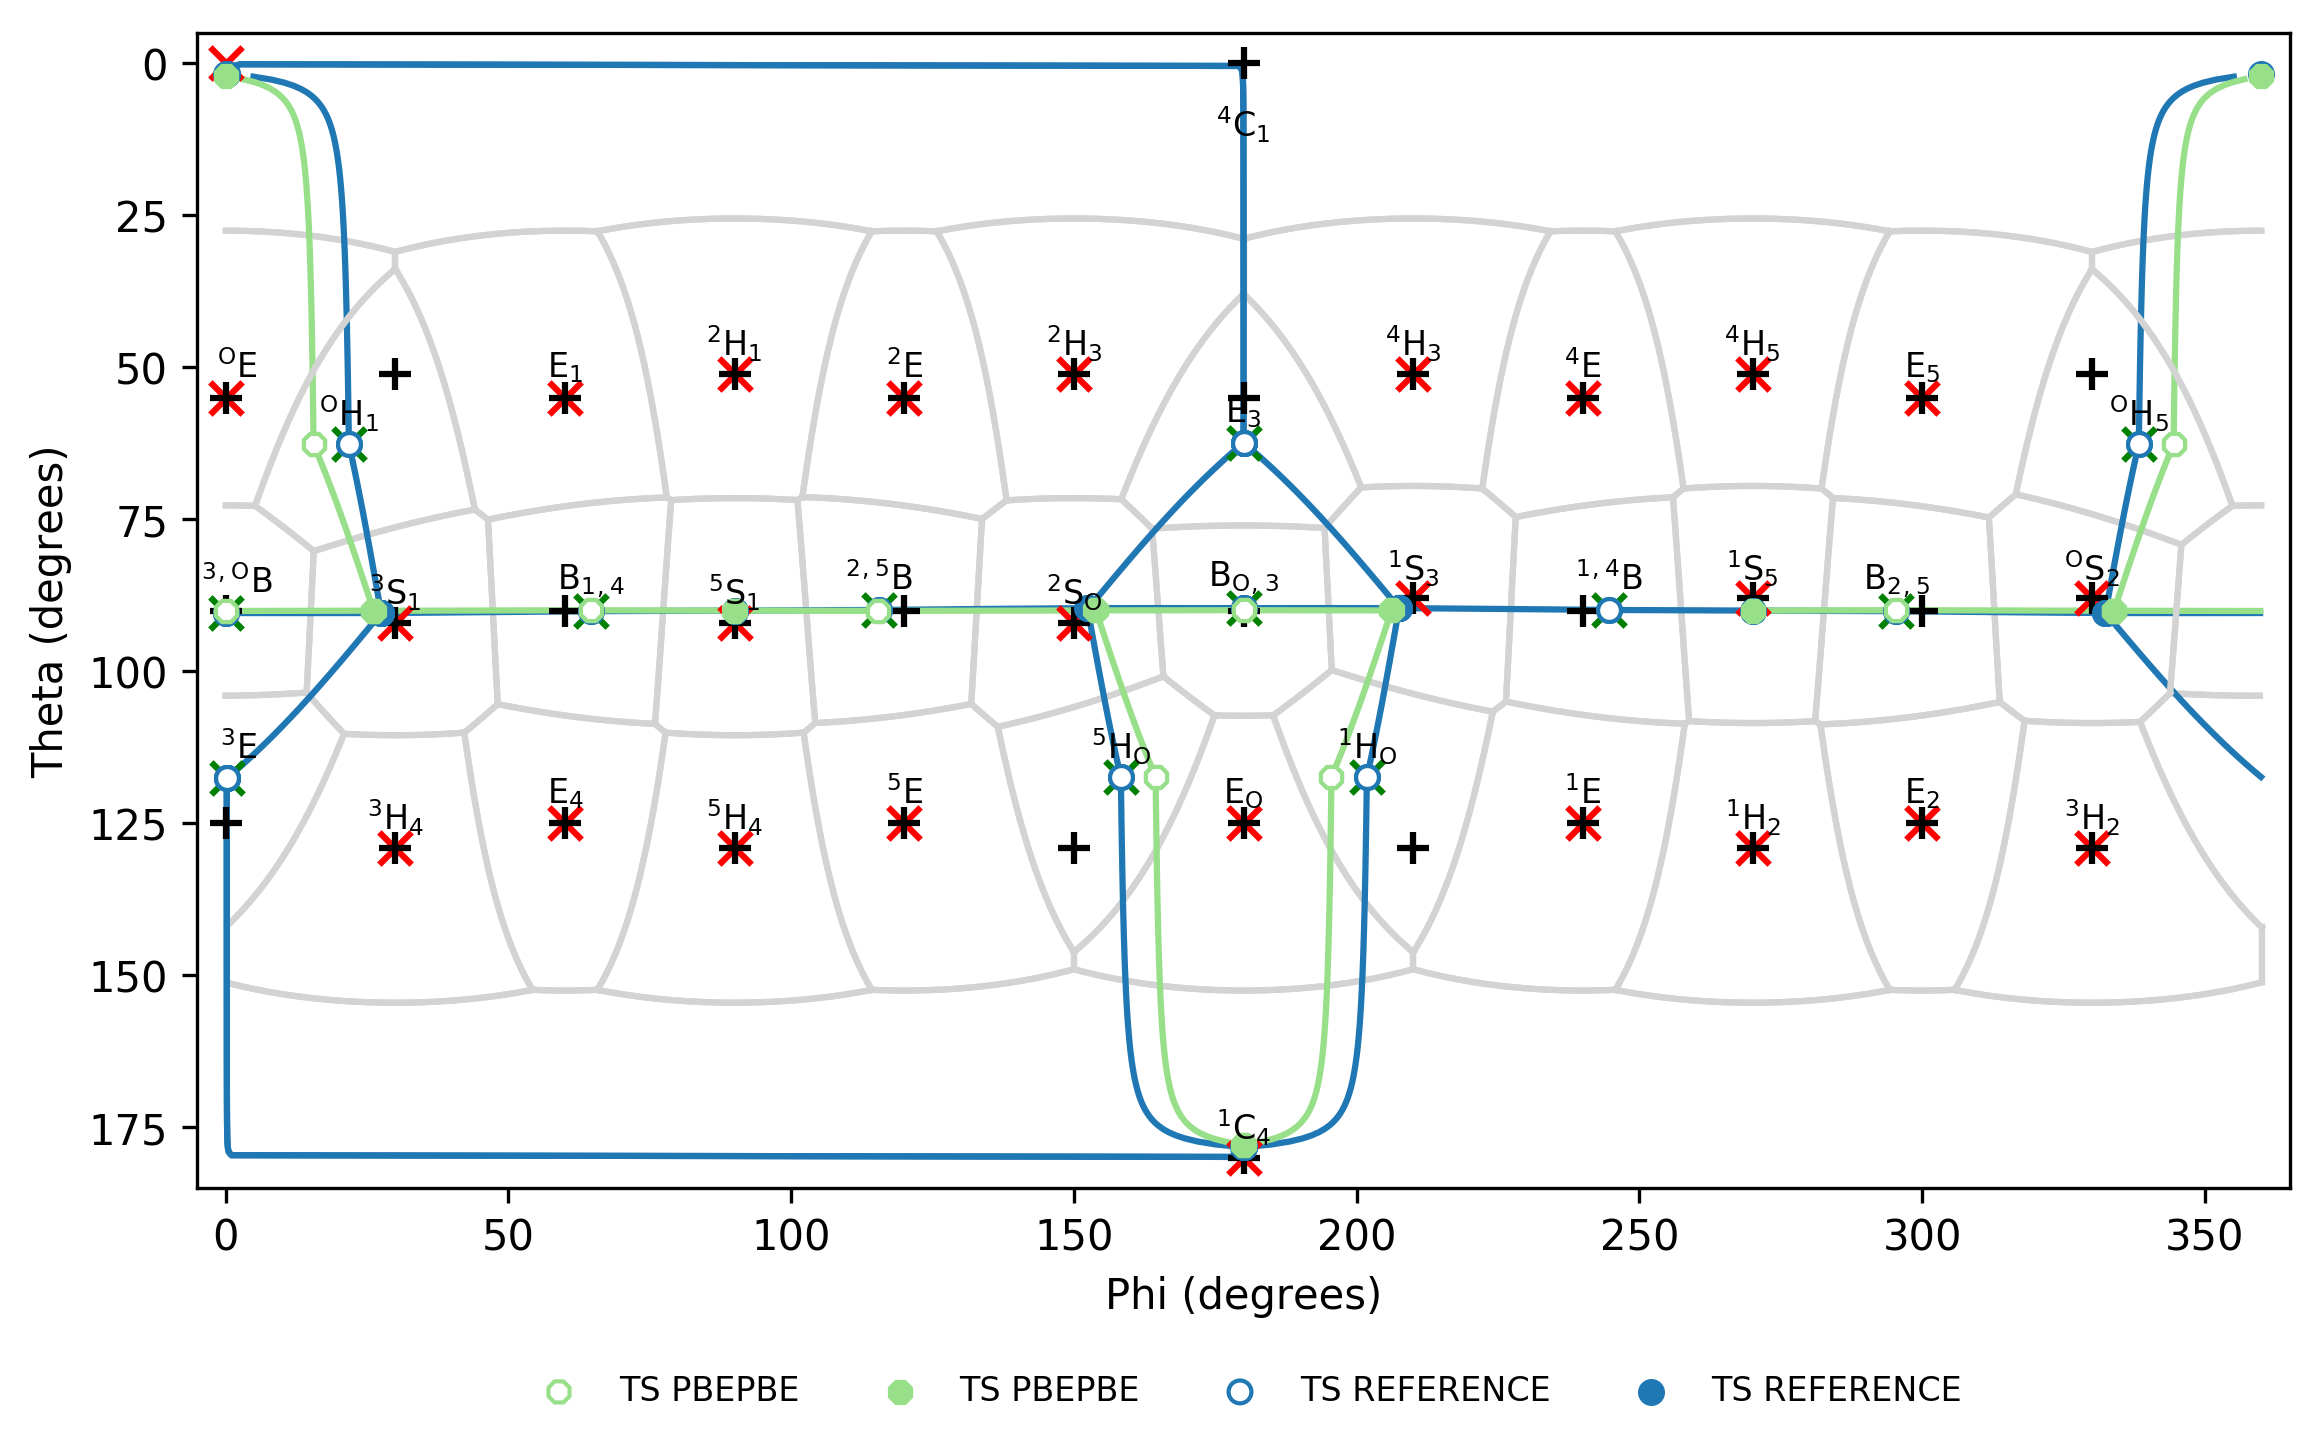 0
⁴C₁
25
²H₁ ²H₃ ⁴H₃ ⁴H₅
ᴼE E₁ ²E ⁴E E₅
50
ᴼH₁ E₃ ᴼH₅
75
³,ᴼB ³S₁ B₁,₄ ⁵S₁ ²,⁵B ²Sₒ Bₒ,₃ ¹S₃ ¹,⁴B ¹S₅ B₂,₅ ᴼS₂
100
³E ⁵Hₒ ¹Hₒ
E₄ ⁵E Eₒ ¹E E₂
125
³H₄ ⁵H₄ ¹H₂ ³H₂
150
175
¹C₄
Theta (degrees)
0 50 100 150 200 250 300 350
Phi (degrees)
TS PBEPBE TS PBEPBE TS REFERENCE TS REFERENCE